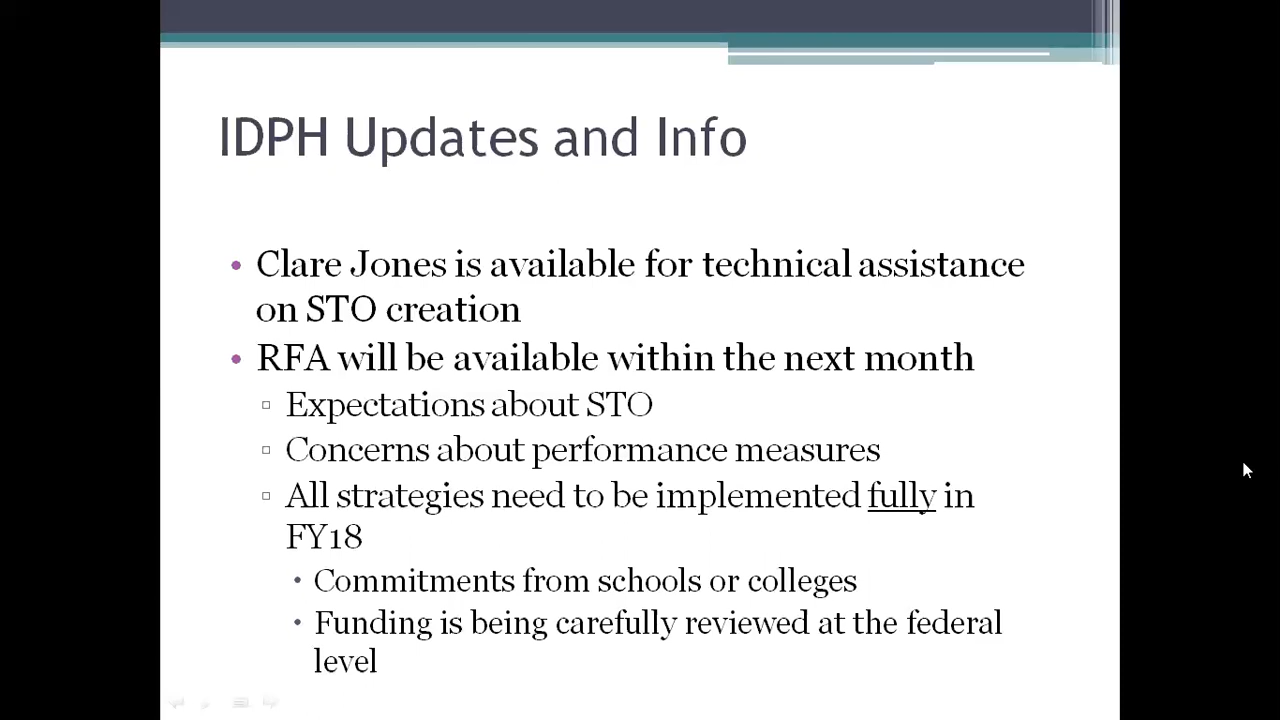 IDPH Updates and Info
• Clare Jones is available for technical assistance
on STO creation
• RFA will be available within the next month
▫ Expectations about STO
▫ Concerns about performance measures
▫ All strategies need to be implemented fully in
FY18
• Commitments from schools or colleges
• Funding is being carefully reviewed at the federal
level